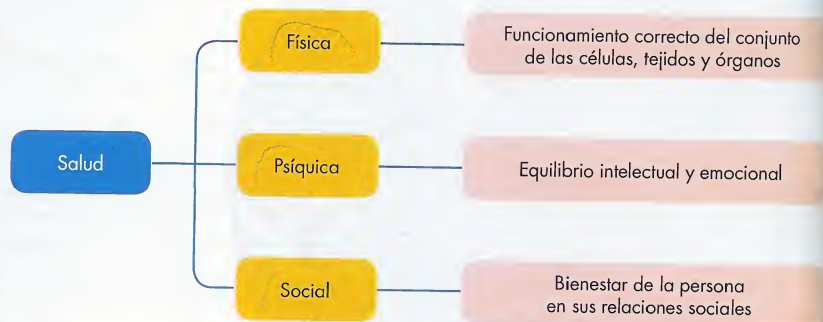 Salud
Física
Funcionamiento correcto del conjunto
de las células, tejidos y órganos
Psíquica
Equilibrio intelectual y emocional
Social
Bienestar de la persona
en sus relaciones sociales